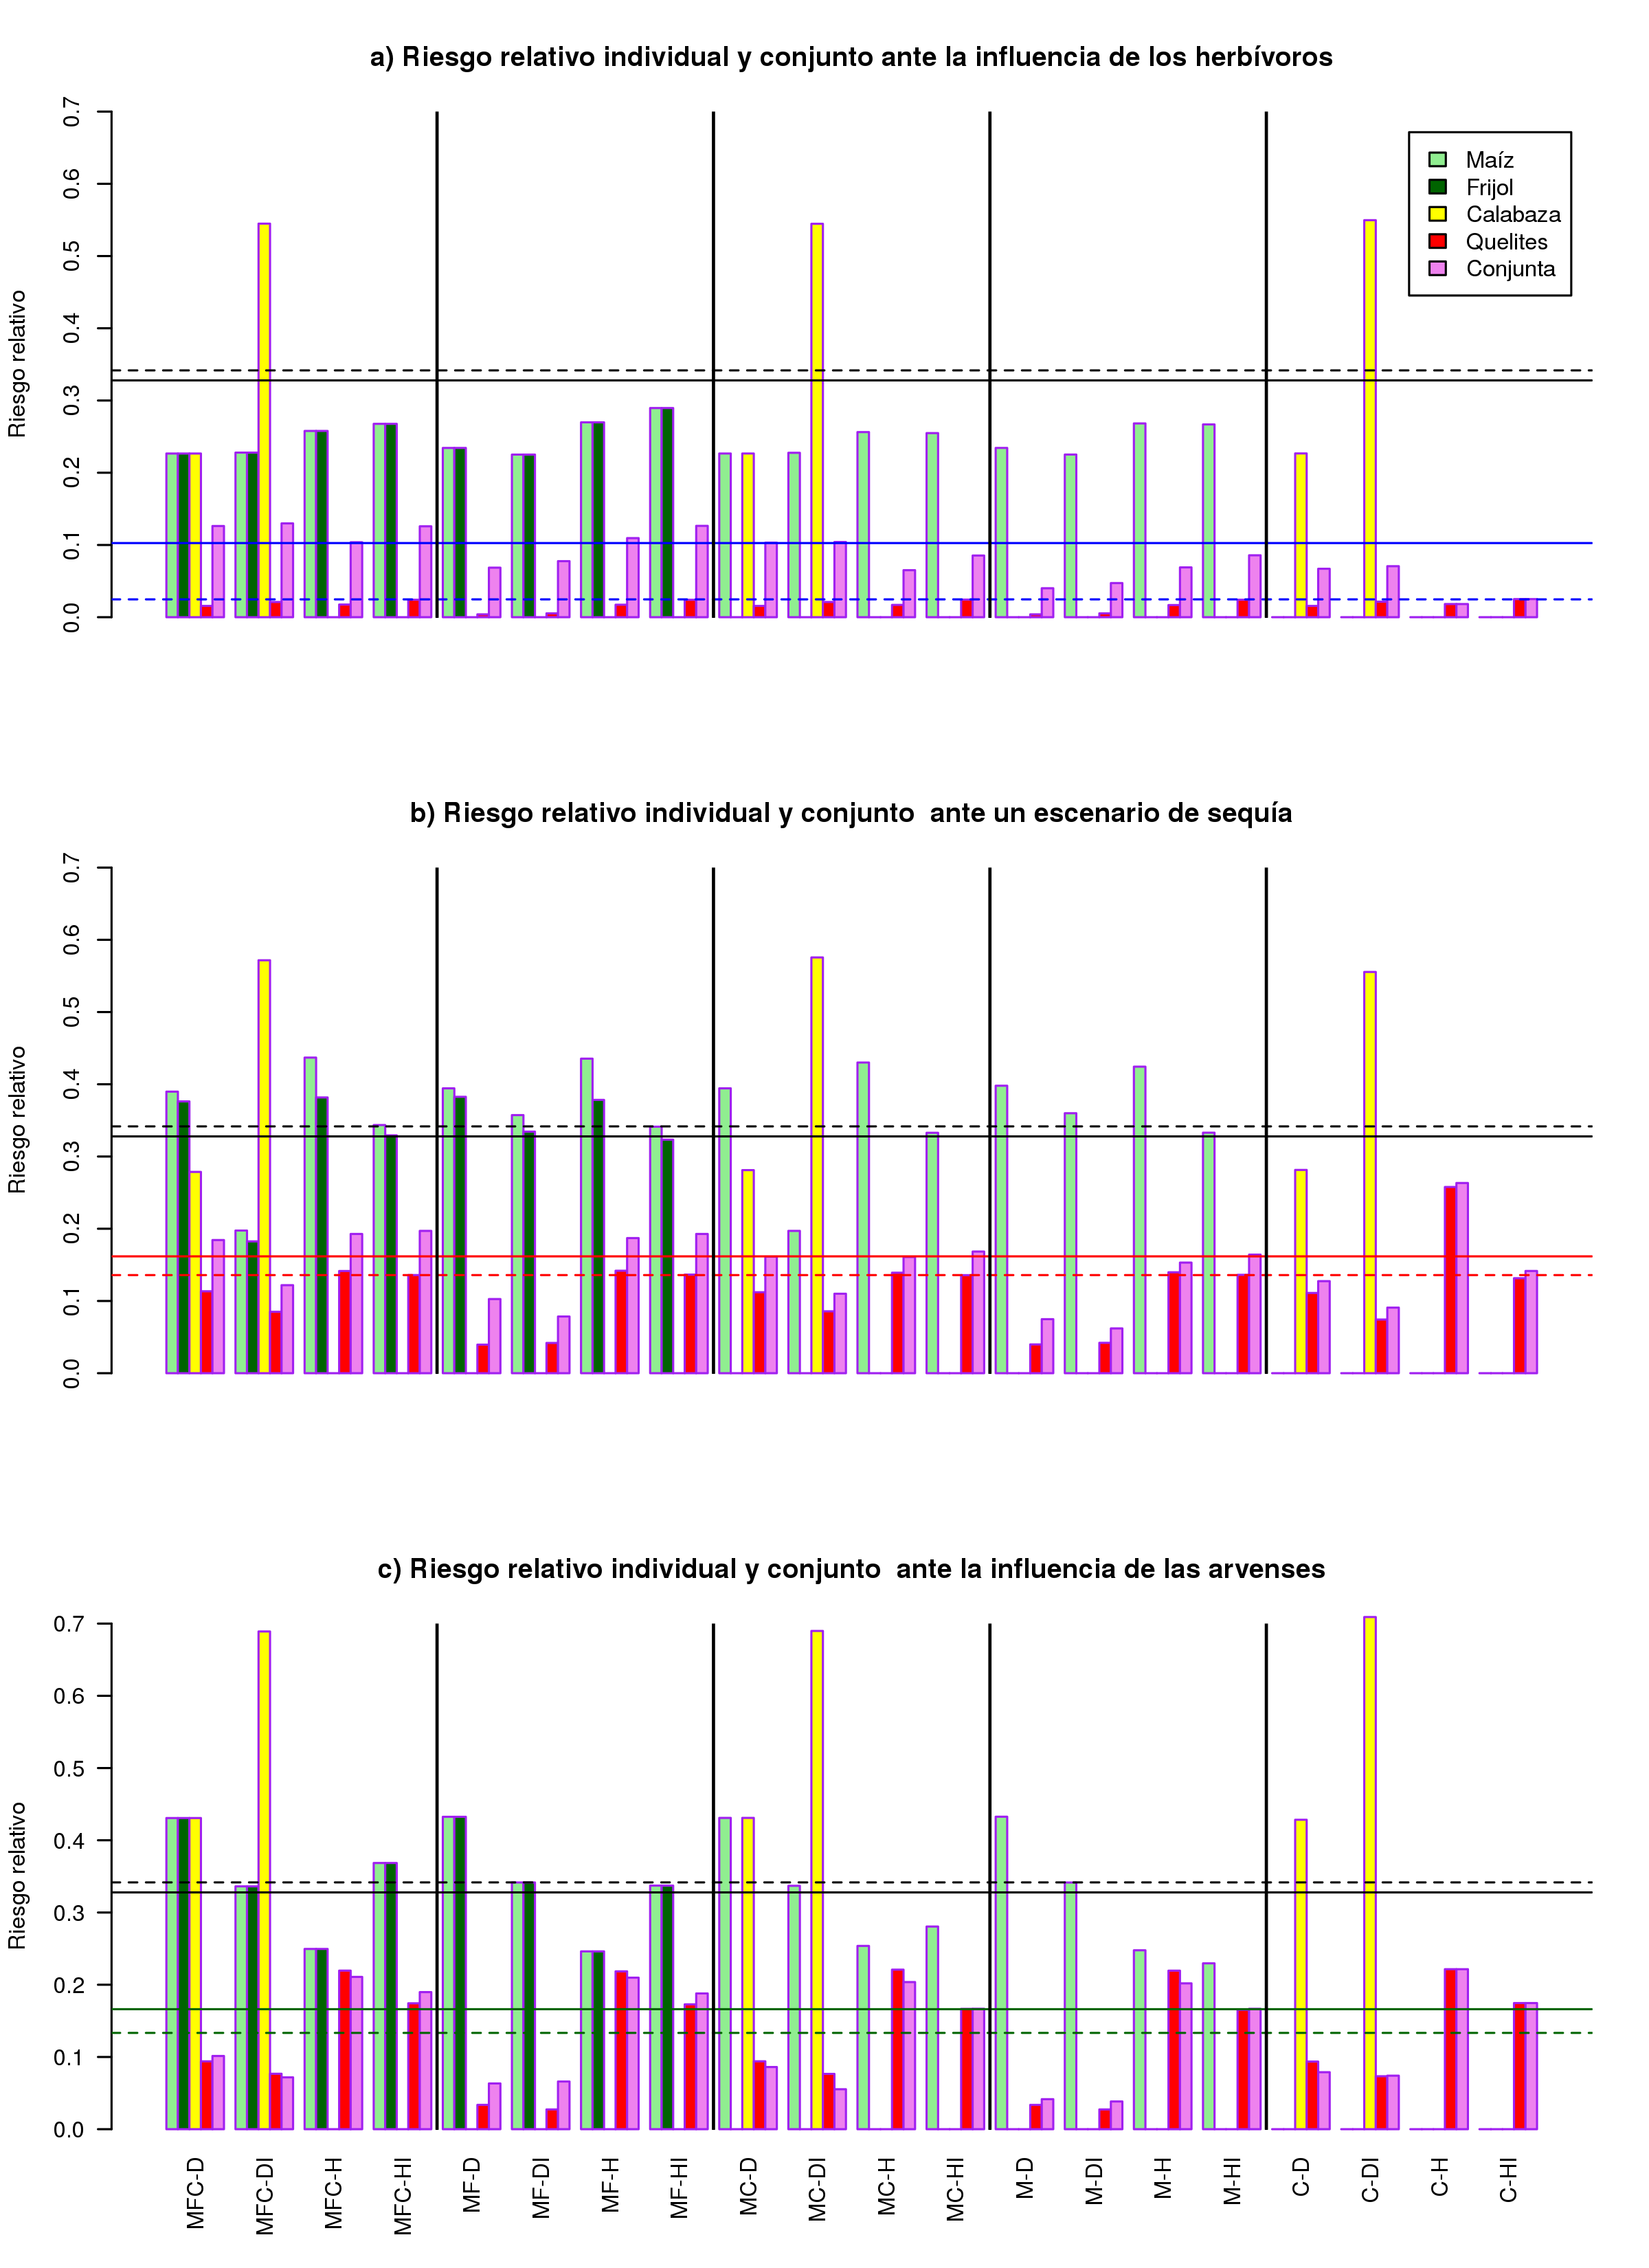 a) Riesgo relativo individual y conjunto ante la influencia de los herbívoros
Riesgo relativo
0.7
0.6
0.5
0.4
0.3
0.2
0.1
0.0
Maíz
Frijol
Calabaza
Quelites
Conjunta
b) Riesgo relativo individual y conjunto  ante un escenario de sequía
Riesgo relativo
0.7
0.6
0.5
0.4
0.3
0.2
0.1
0.0
c) Riesgo relativo individual y conjunto  ante la influencia de las arvenses
Riesgo relativo
0.7
0.6
0.5
0.4
0.3
0.2
0.1
0.0
MFC-D
MFC-DI
MFC-H
MFC-HI
MF-D
MF-DI
MF-H
MF-HI
MC-D
MC-DI
MC-H
MC-HI
M-D
M-DI
M-H
M-HI
C-D
C-DI
C-H
C-HI